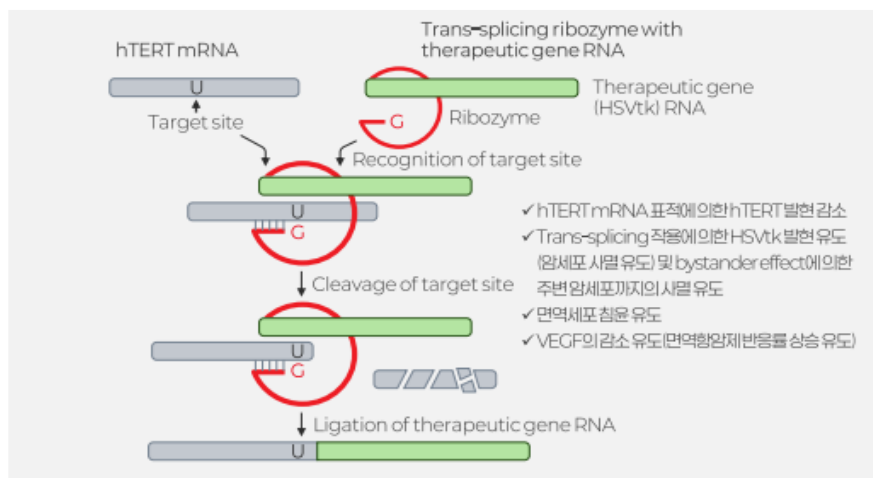 Trans-splicing ribozyme with
therapeutic gene RNA
hTERT mRNA
U
Therapeutic gene
(HSVtk) RNA
Target site
G
Ribozyme
Recognition of target site
U
G
✓ hTERT mRNA 표적에 의한 hTERT 발현 감소
✓ Trans-splicing 작용에 의한 HSVtk 발현 유도
(암세포 사멸 유도) 및 bystander effect에 의한
주변 암세포까지의 사멸 유도
✓ 면역세포 침윤 유도
✓ VEGF의 감소 유도(면역항암제 반응률 상승 유도)
Cleavage of target site
U
G
Ligation of therapeutic gene RNA
U